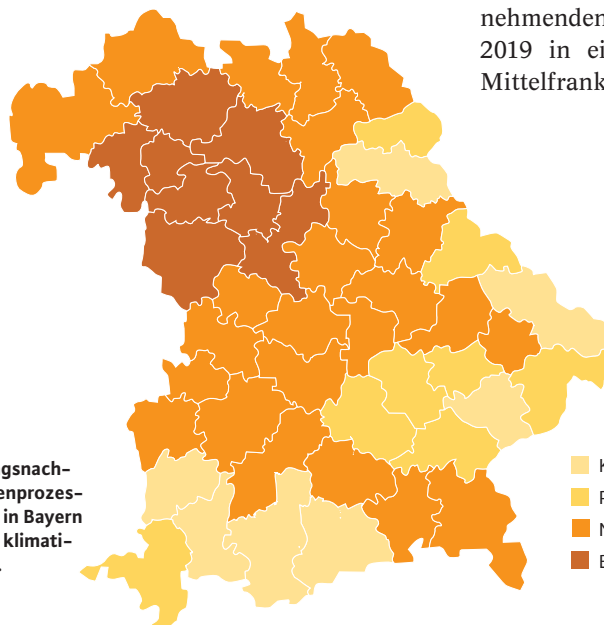 nehmenden
2019 in ei
Mittelfrank
gsnach-
enprozes-
in Bayern
klimati-
K
P
N
E